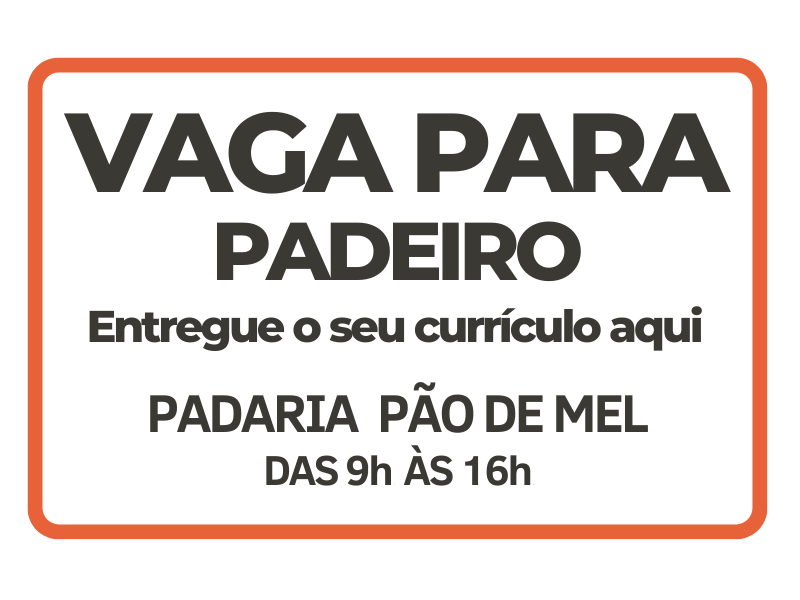 VAGA PARA
PADEIRO
Entregue o seu currículo aqui
PADARIA PÃO DE MEL
DAS 9h ÀS 16h